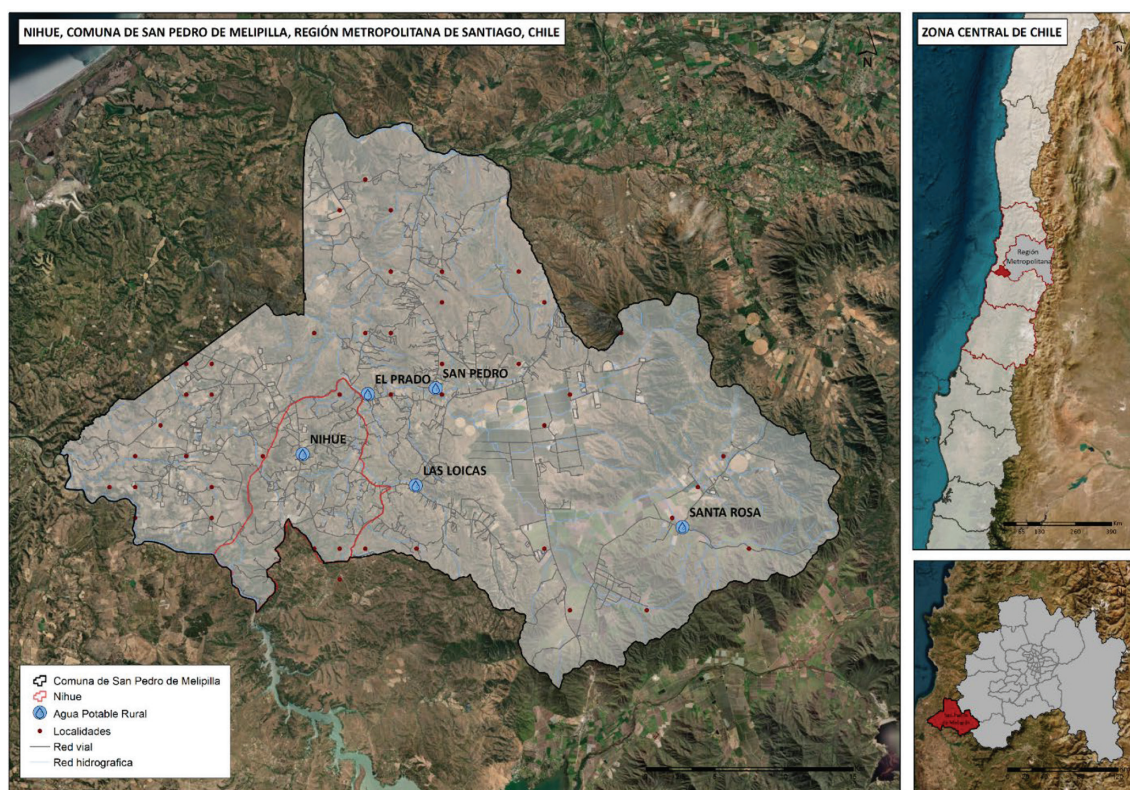 NIHUE, COMUNA DE SAN PEDRO DE MELIPILLA, REGIÓN METROPOLITANA DE SANTIAGO, CHILE
N
EL PRADO
SAN PEDRO
NIHUE
LAS LOICAS
SANTA ROSA
Comuna de San Pedro de Melipilla
Nihue
Agua Potable Rural
Localidades
Red vial
Red hidrografica
ZONA CENTRAL DE CHILE
N
Región
Metropolitana
Km